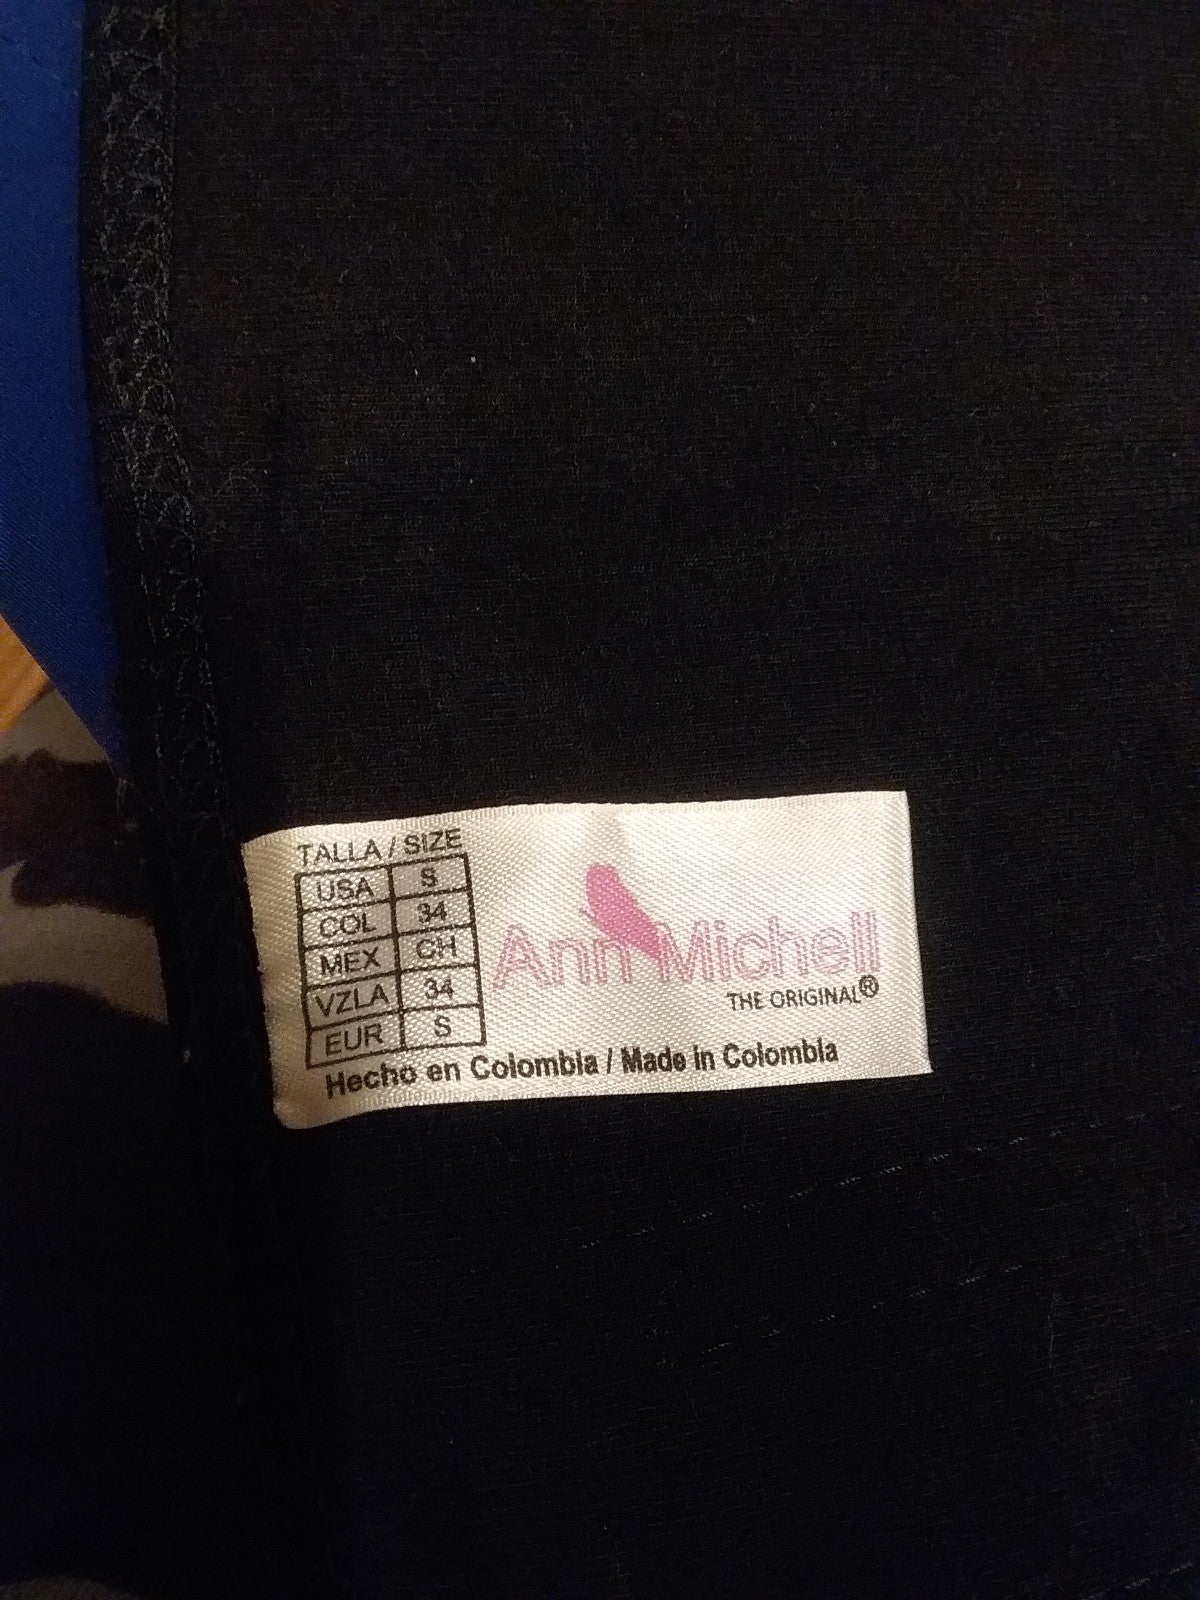 TALLA / SIZE
USA S
COL 34
MEX CH
VZLA 34
EUR S
Ann Michell
THE ORIGINAL®
Hecho en Colombia / Made in Colombia